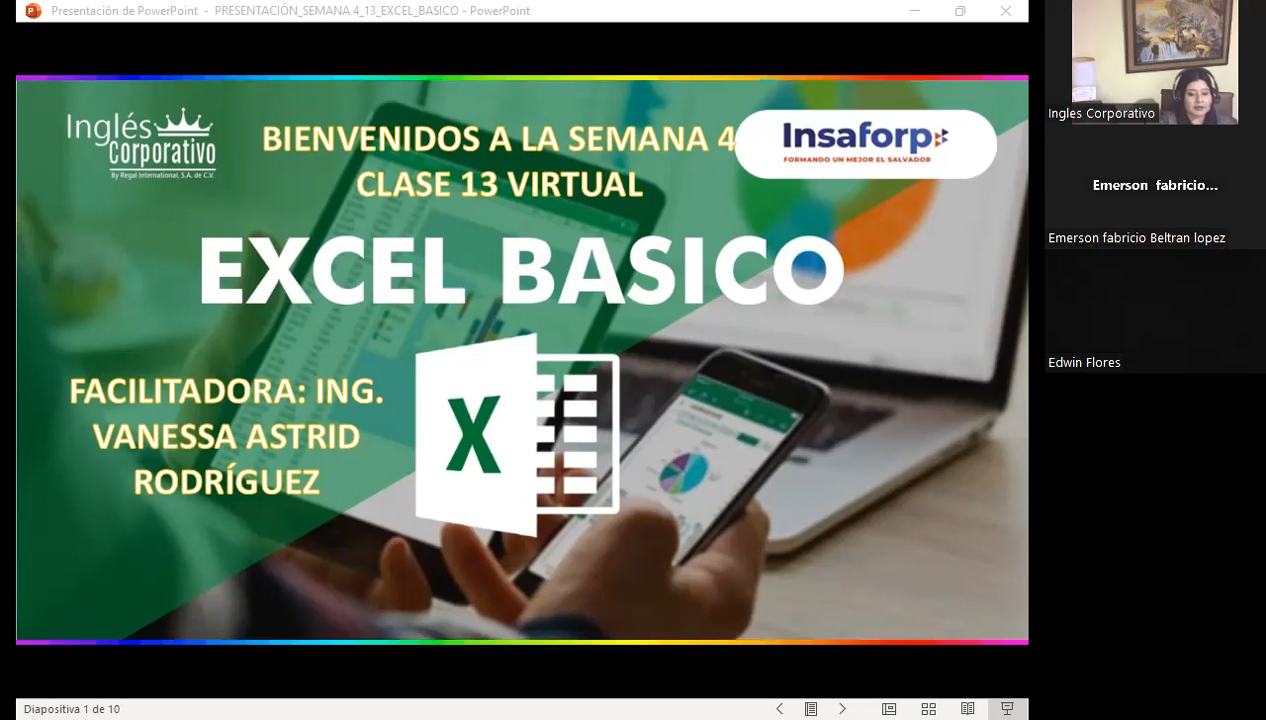 Presentación de PowerPoint - PRESENTACIÓN_SEMANA 4_13_EXCEL_BASICO - PowerPoint
Inglés
Corporativo
By Regal International, S.A. de C.V.
BIENVENIDOS A LA SEMANA 4
CLASE 13 VIRTUAL
Insaforp
FORMANDO UN MEJOR EL SALVADOR
EXCEL BASICO
X
FACILITADORA: ING.
VANESSA ASTRID
RODRÍGUEZ
Ingles Corporativo
Emerson fabricio...
Emerson fabricio Beltran lopez
Edwin Flores
Diapositiva 1 de 10